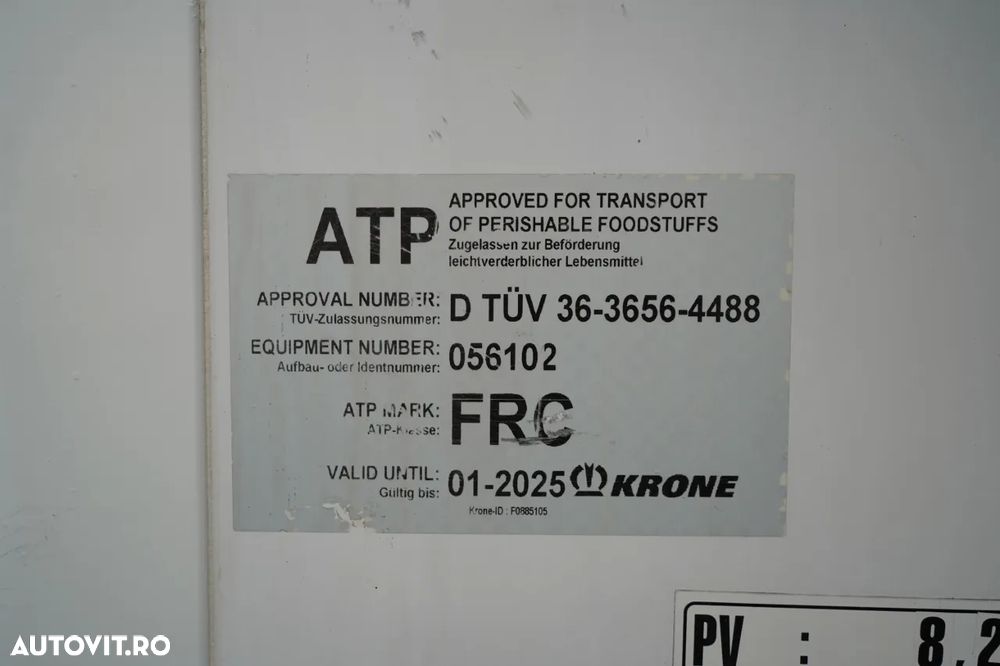 ATP
APPROVED FOR TRANSPORT
OF PERISHABLE FOODSTUFFS
Zugelassen zur Beförderung
leichtverderblicher Lebensmittel
APPROVAL NUMBER: D TÜV 36-3656-4488
TÜV-Zulassungsnummer:
EQUIPMENT NUMBER: 056102
Aufbau- oder Identnummer:
ATP MARK: FRC
ATP-Klasse:
VALID UNTIL: 01-2025 KRONE
Gültig bis:
Krone-ID : F0885105
PV : 8,2
AUTOVIT.RO